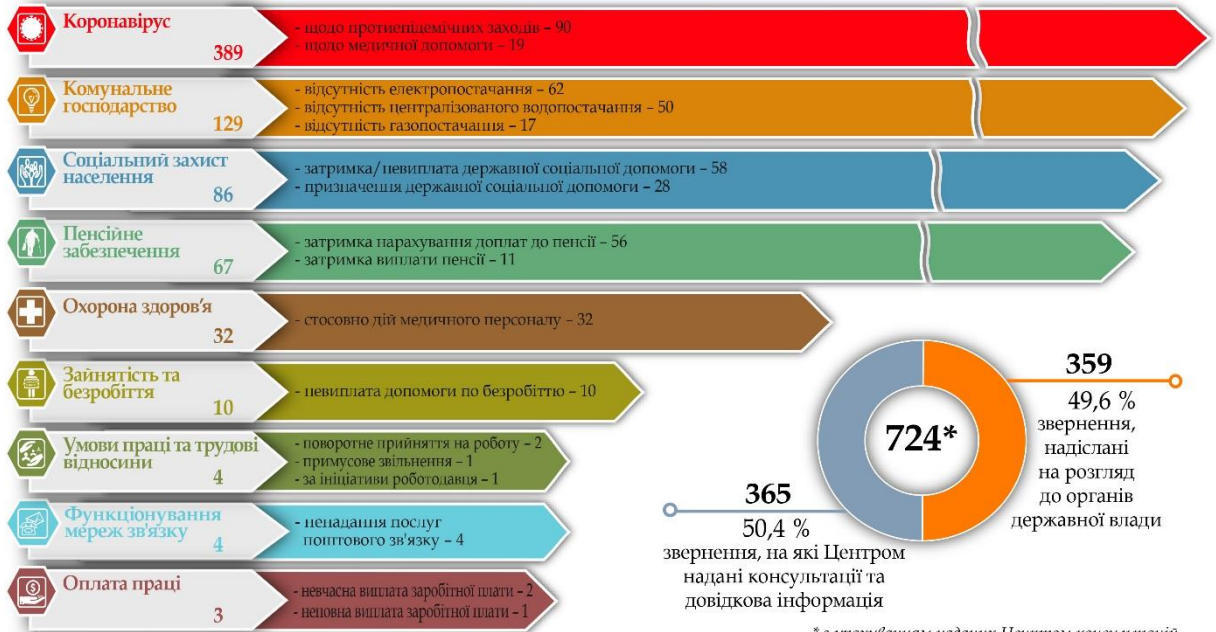 Коронавірус
389
- щодо протиепідемічних заходів – 90
- щодо медичної допомоги – 19
Комунальне
господарство
129
- відсутність електропостачання – 62
- відсутність централізованого водопостачання – 50
- відсутність газопостачання – 17
Соціальний захист
населення
86
- затримка/невиплата державної соціальної допомоги – 58
- призначення державної соціальної допомоги – 28
Пенсійне
забезпечення
67
- затримка нарахування доплат до пенсії – 56
- затримка виплати пенсії – 11
Охорона здоров'я
32
- стосовно дій медичного персоналу – 32
Зайнятість та
безробіття
10
- невиплата допомоги по безробіттю – 10
Умови праці та трудові
відносини
4
- поворотне прийняття на роботу – 2
- примусове звільнення – 1
- за ініціативи роботодавця – 1
Функціонування
мереж зв'язку
4
- ненадання послуг
поштового зв'язку – 4
Оплата праці
3
- невчасна виплата заробітної плати – 2
- неповна виплата заробітної плати – 1
724*
359
49,6 %
звернення,
надіслані
на розгляд
до органів
державної влади
365
50,4 %
звернення, на які Центром
надані консультації та
довідкова інформація